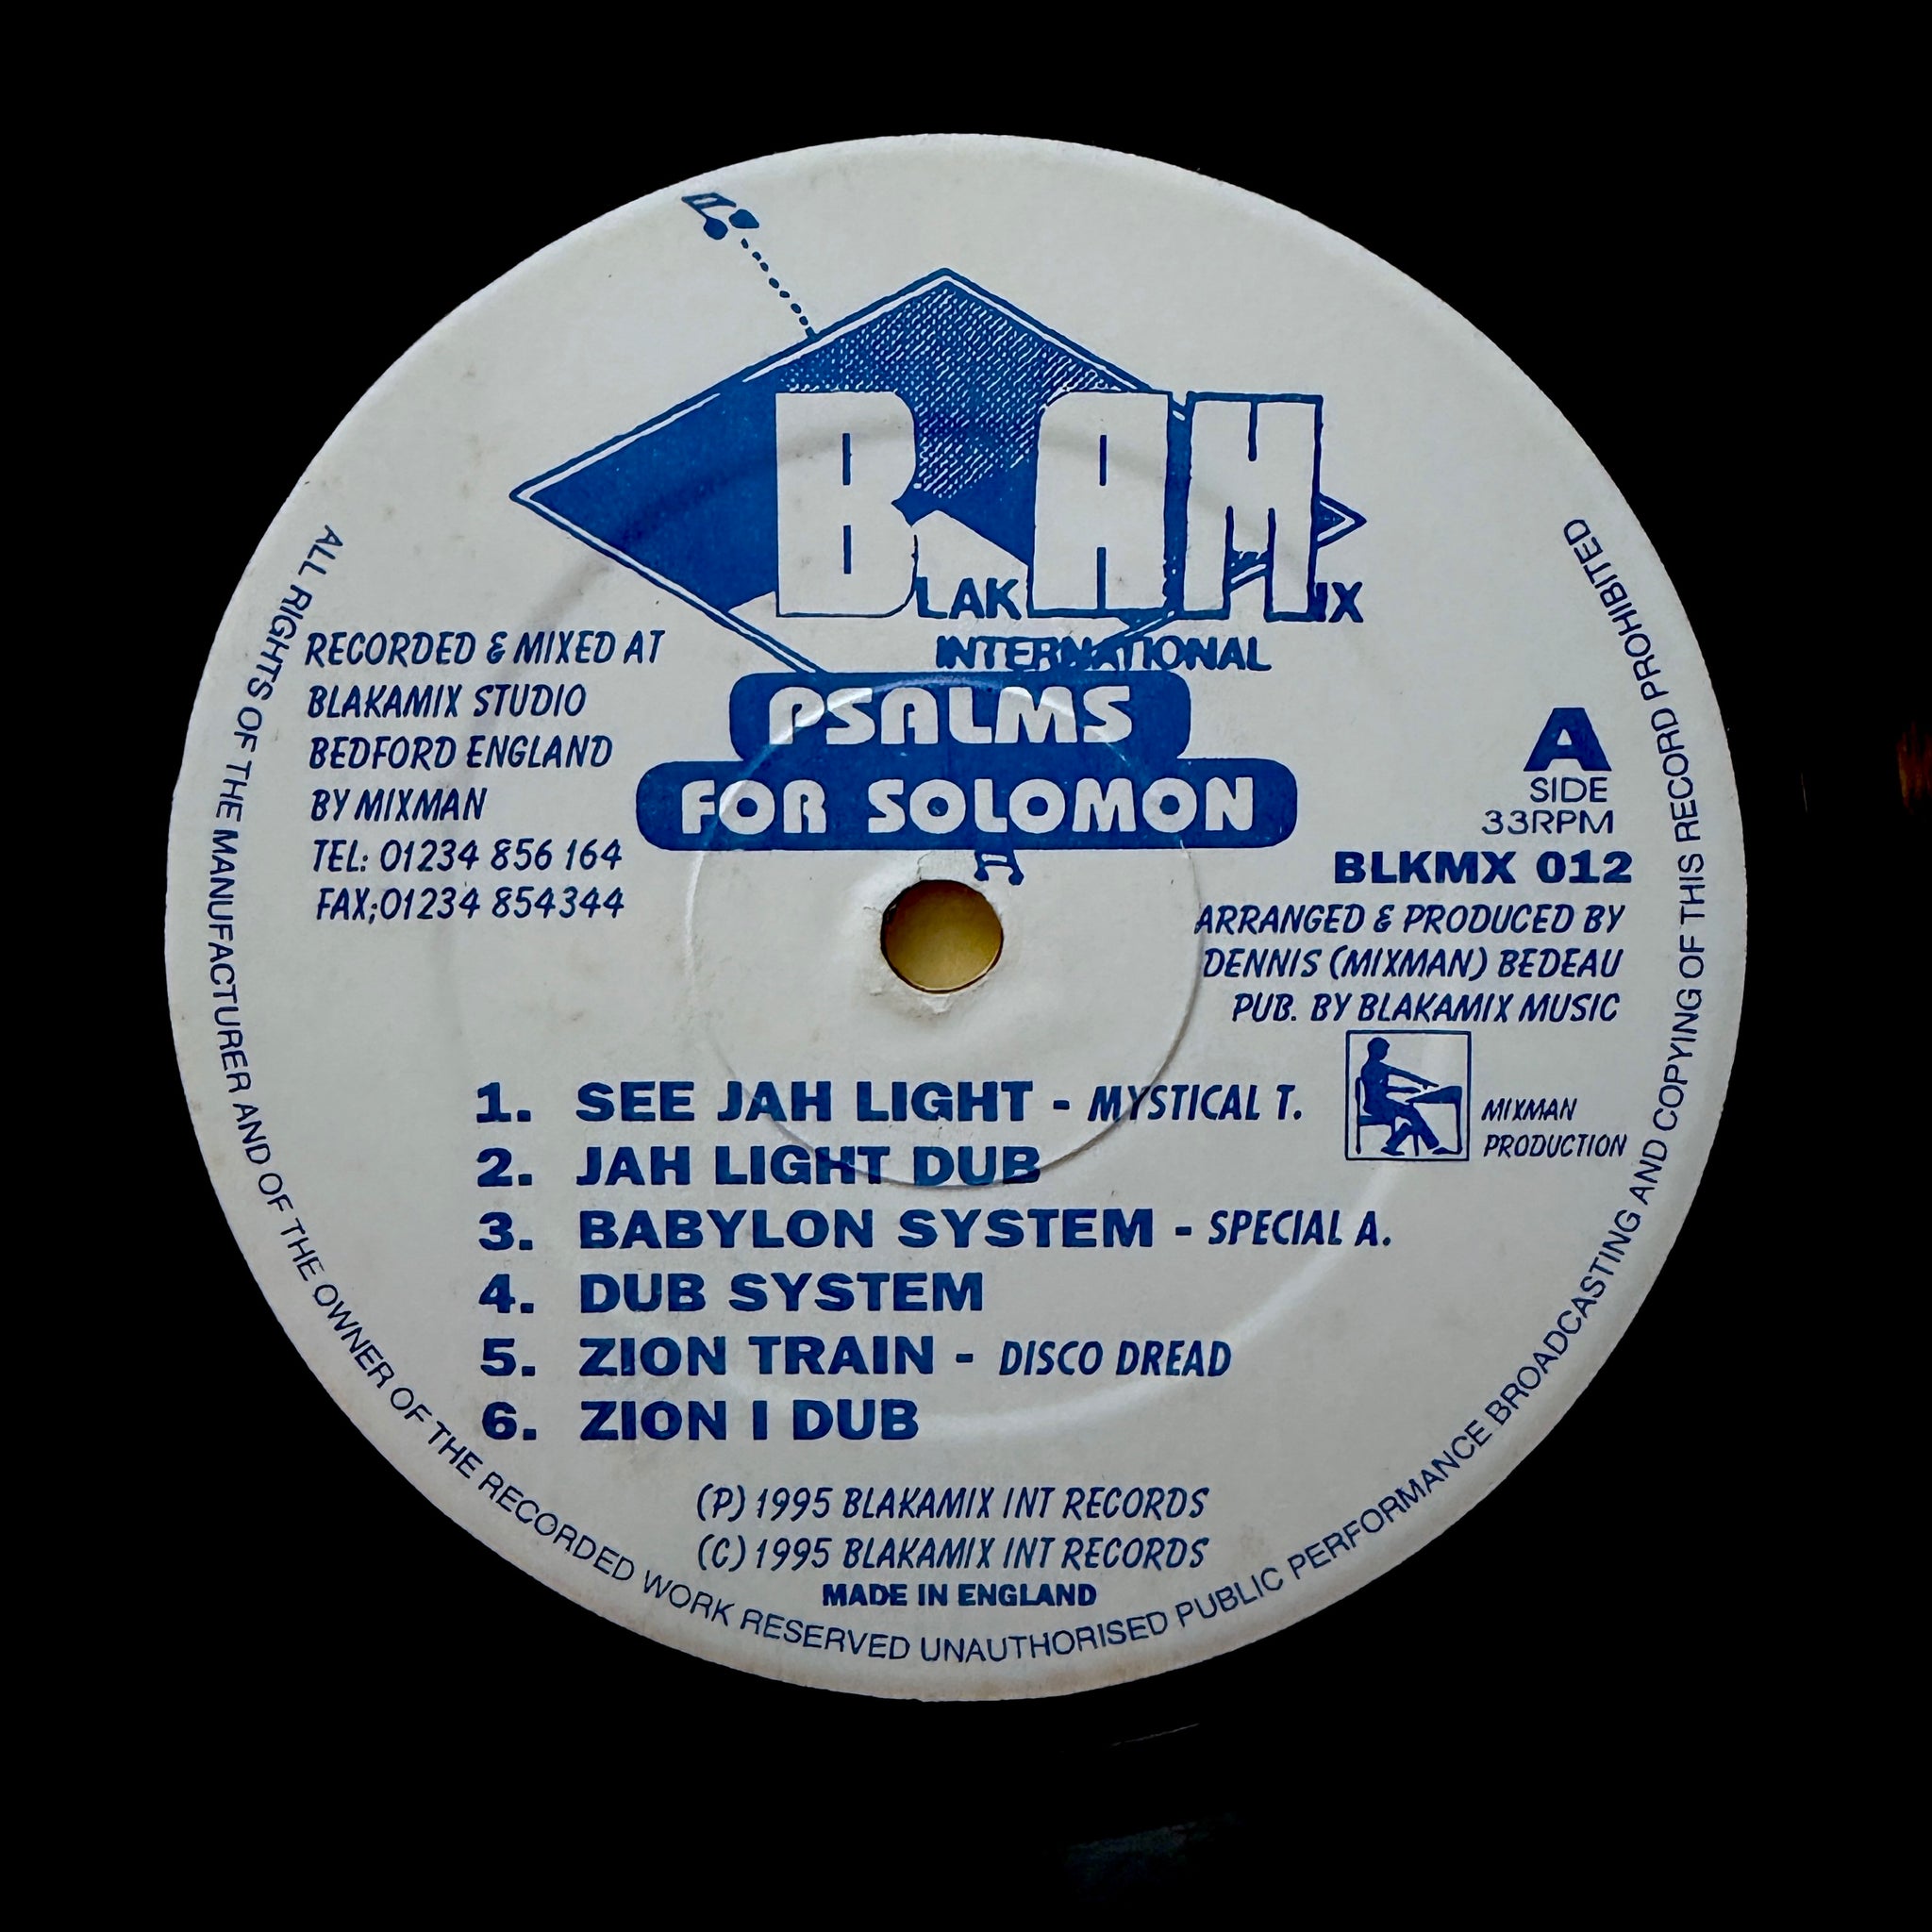 BLAKAMIX
INTERNATIONAL
PSALMS
FOR SOLOMON
RECORDED & MIXED AT
BLAKAMIX STUDIO
BEDFORD ENGLAND
BY MIXMAN
TEL: 01234 856 164
FAX;01234 854344
A
SIDE
33RPM
BLKMX 012
ARRANGED & PRODUCED BY
DENNIS (MIXMAN) BEDEAU
PUB. BY BLAKAMIX MUSIC
MIXMAN
PRODUCTION
1. SEE JAH LIGHT - MYSTICAL T.
2. JAH LIGHT DUB
3. BABYLON SYSTEM - SPECIAL A.
4. DUB SYSTEM
5. ZION TRAIN - DISCO DREAD
6. ZION I DUB
(P) 1995 BLAKAMIX INT RECORDS
(C) 1995 BLAKAMIX INT RECORDS
MADE IN ENGLAND
ALL RIGHTS OF THE MANUFACTURER AND OF THE OWNER OF THE RECORDED WORK RESERVED UNAUTHORISED PUBLIC PERFORMANCE BROADCASTING AND COPYING OF THIS RECORD PROHIBITED